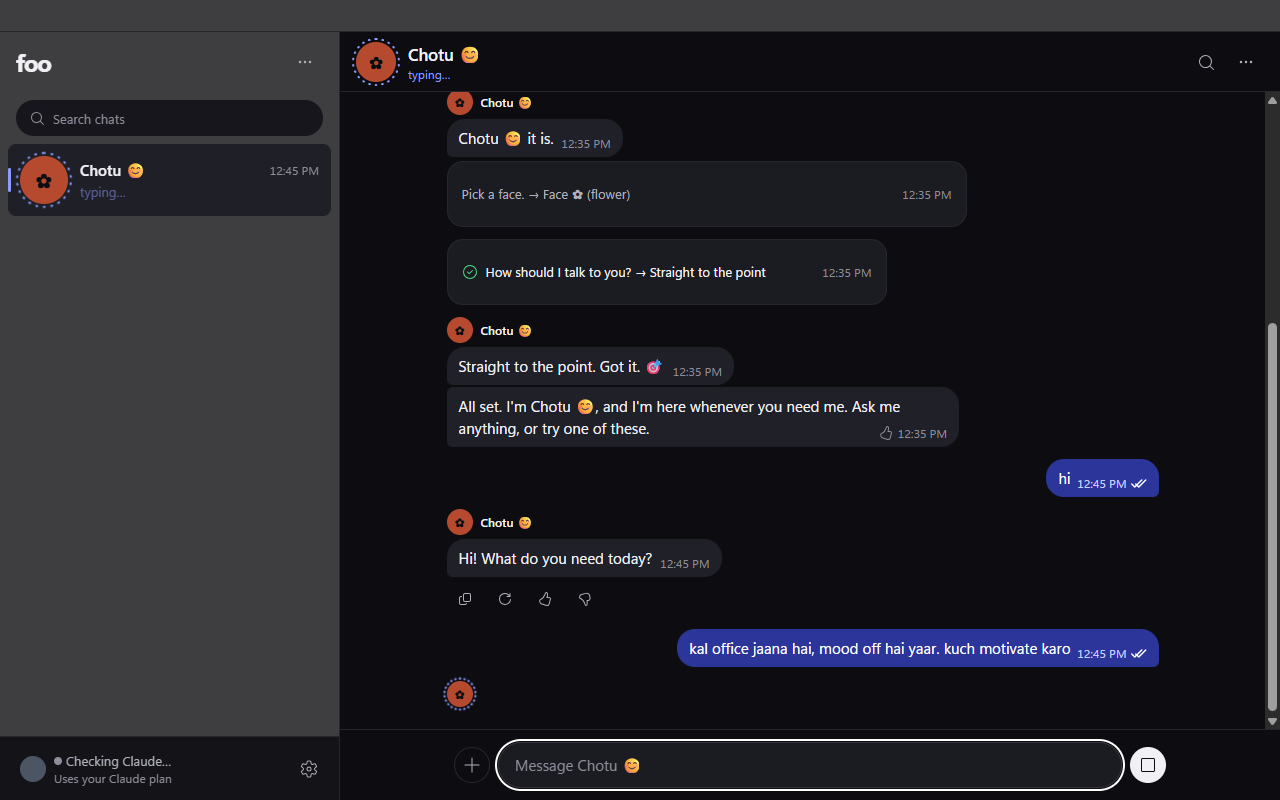 foo
Search chats
Chotu 😊 12:45 PM
typing...
Checking Claude...
Uses your Claude plan
Chotu 😊
typing...
Chotu 😊
Chotu 😊 it is. 12:35 PM
Pick a face. → Face ✿ (flower) 12:35 PM
How should I talk to you? → Straight to the point 12:35 PM
Chotu 😊
Straight to the point. Got it. 🎯 12:35 PM
All set. I'm Chotu 😊, and I'm here whenever you need me. Ask me
anything, or try one of these. 12:35 PM
hi 12:45 PM
Chotu 😊
Hi! What do you need today? 12:45 PM
kal office jaana hai, mood off hai yaar. kuch motivate karo 12:45 PM
Message Chotu 😊